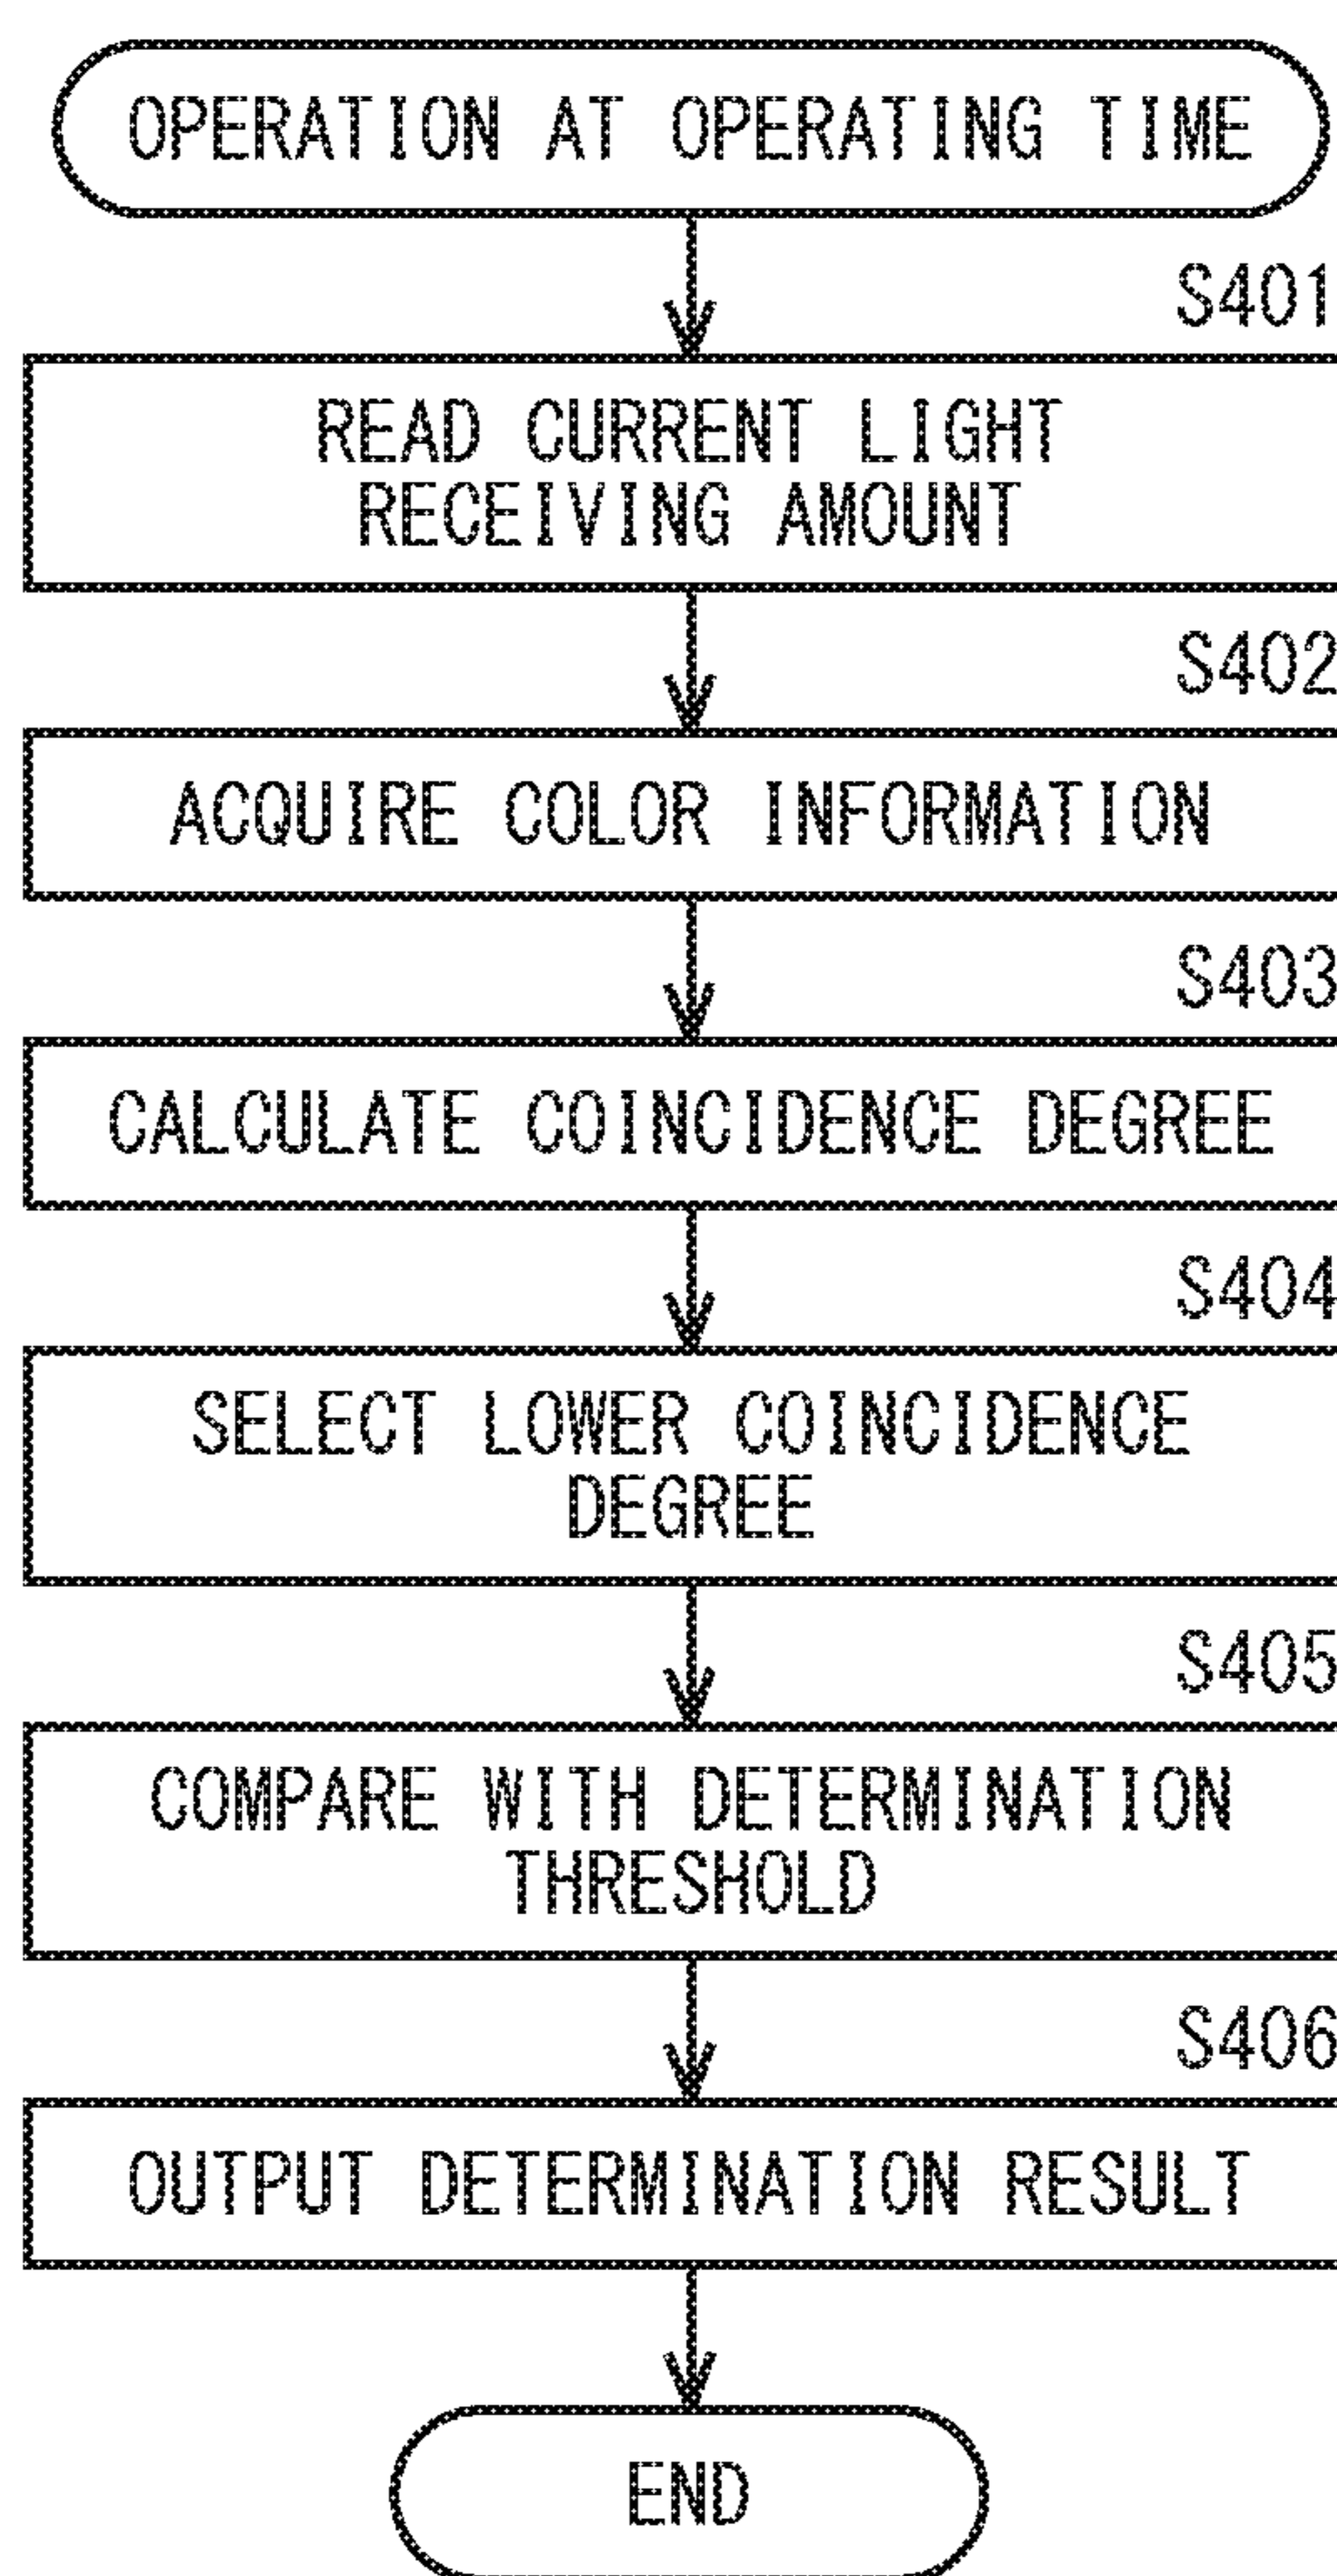 OPERATION AT OPERATING TIME
S401
READ CURRENT LIGHT
RECEIVING AMOUNT
S402
ACQUIRE COLOR INFORMATION
S403
CALCULATE COINCIDENCE DEGREE
S404
SELECT LOWER COINCIDENCE
DEGREE
S405
COMPARE WITH DETERMINATION
THRESHOLD
S406
OUTPUT DETERMINATION RESULT
END